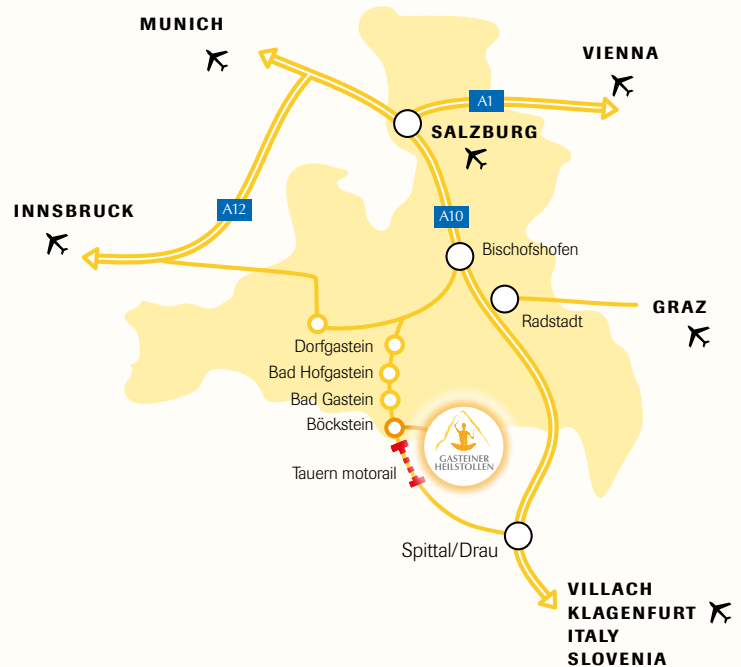 MUNICH
VIENNA
A1
SALZBURG
INNSBRUCK
A12
A10
Bischofshofen
GRAZ
Radstadt
Dorfgastein
Bad Hofgastein
Bad Gastein
Böckstein
GASTEINER
HEILSTOLLEN
Tauern motorail
Spittal/Drau
VILLACH
KLAGENFURT
ITALY
SLOVENIA